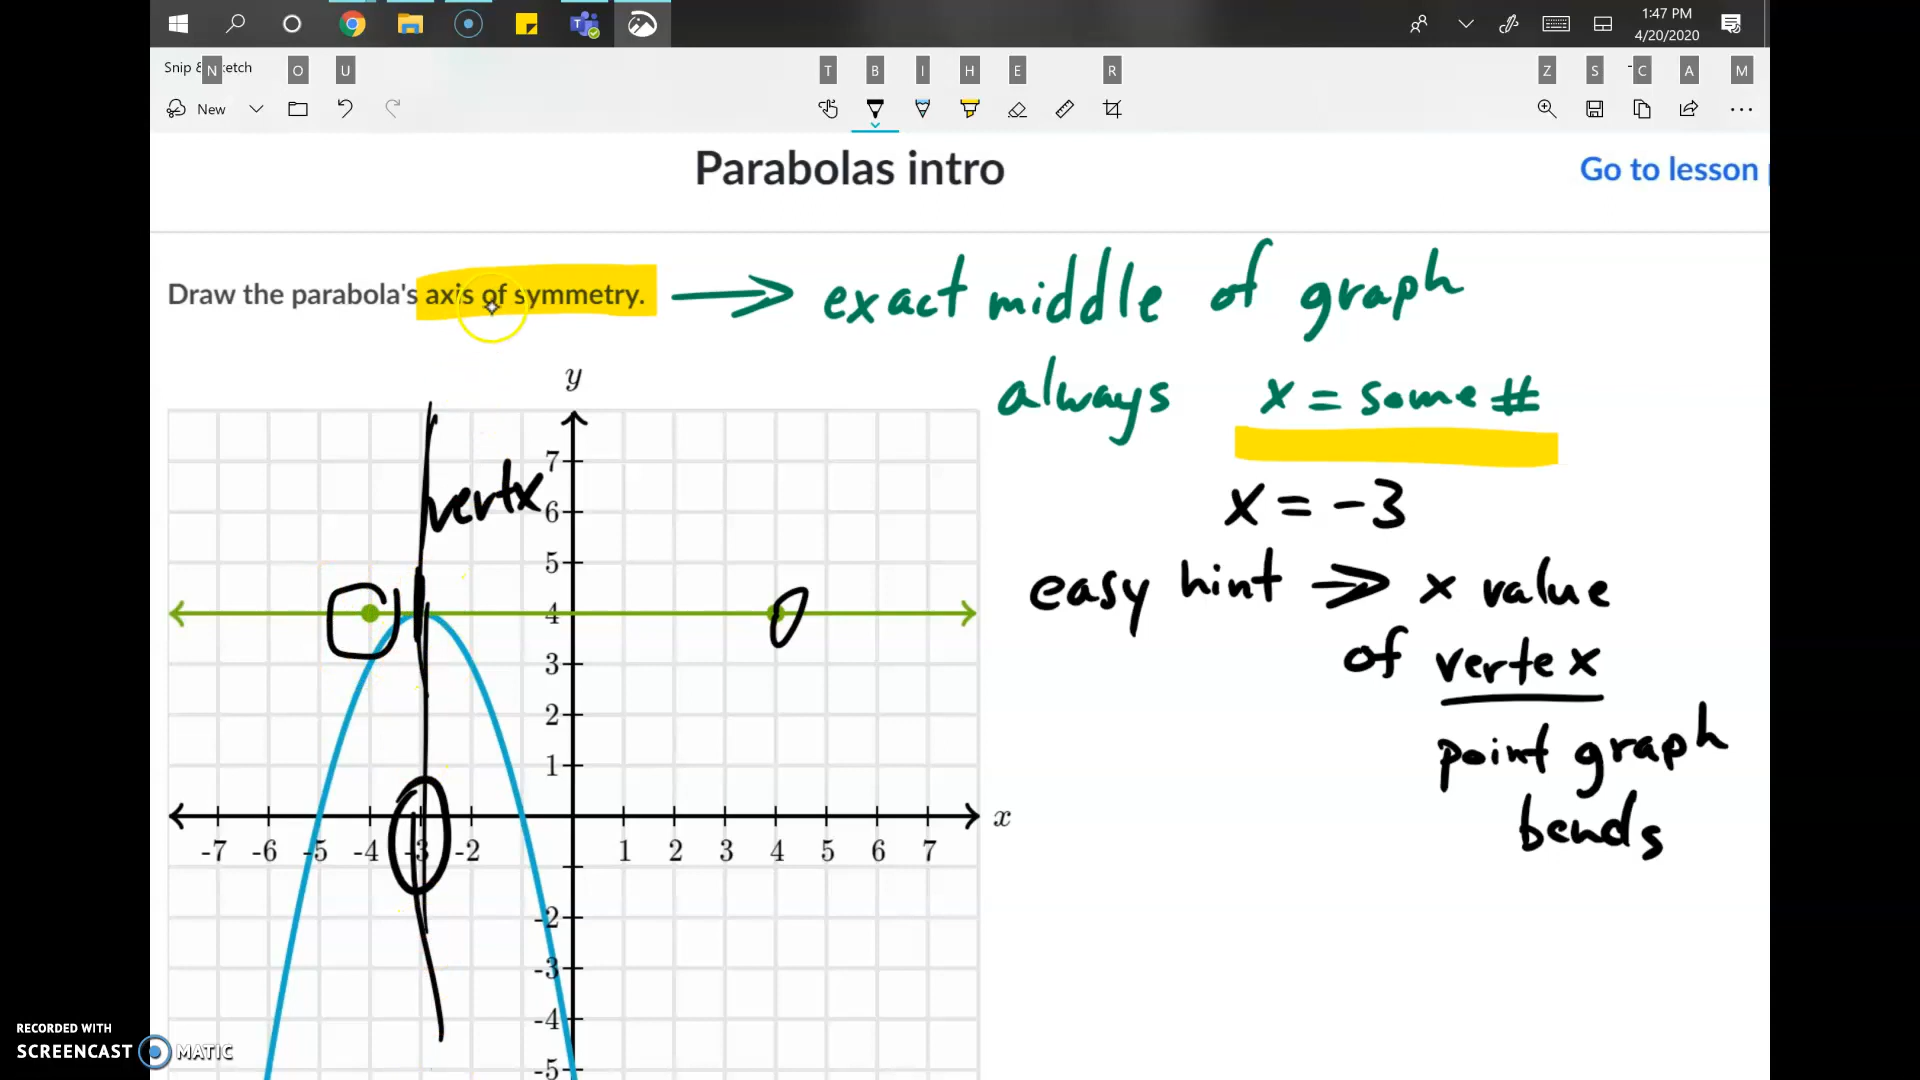 1:47 PM
4/20/2020
Snip & N etch O U T B I H E R Z S C A M
New
Parabolas intro
Go to lesson
Draw the parabola's axis of symmetry. → exact middle of graph
always x = some #
y
7
vertx
6
x = -3
5
easy hint → x value
4
of vertex
3
2
point graph
1
bends
x
-7 -6 -5 -4 -3 -2 1 2 3 4 5 6 7
-2
-3
-4
-5
RECORDED WITH
SCREENCAST MATIC